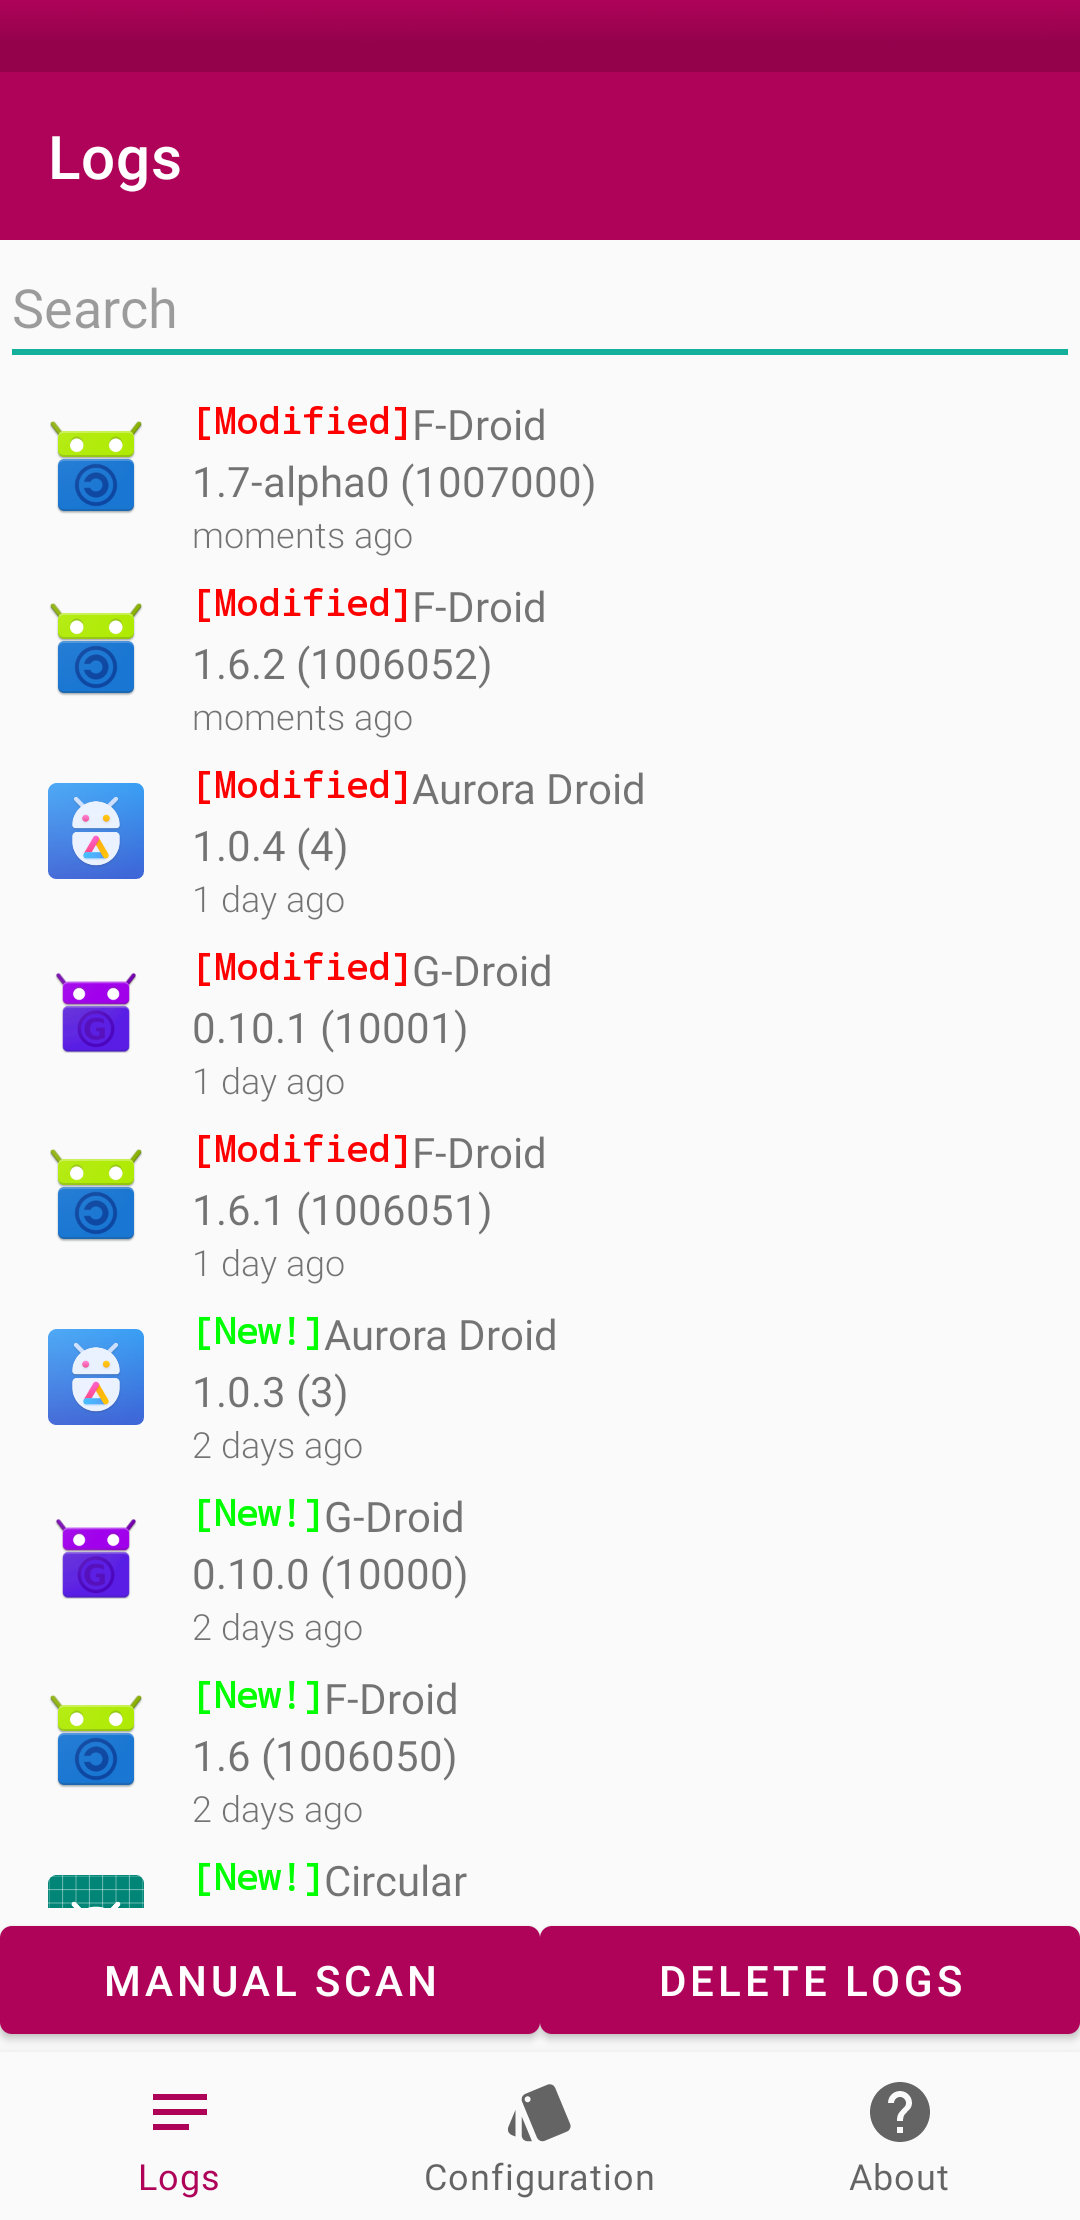 Logs
Search
[Modified]F-Droid
1.7-alpha0 (1007000)
moments ago
[Modified]F-Droid
1.6.2 (1006052)
moments ago
[Modified]Aurora Droid
1.0.4 (4)
1 day ago
[Modified]G-Droid
0.10.1 (10001)
1 day ago
[Modified]F-Droid
1.6.1 (1006051)
1 day ago
[New!]Aurora Droid
1.0.3 (3)
2 days ago
[New!]G-Droid
0.10.0 (10000)
2 days ago
[New!]F-Droid
1.6 (1006050)
2 days ago
[New!]Circular
MANUAL SCAN DELETE LOGS
Logs Configuration About